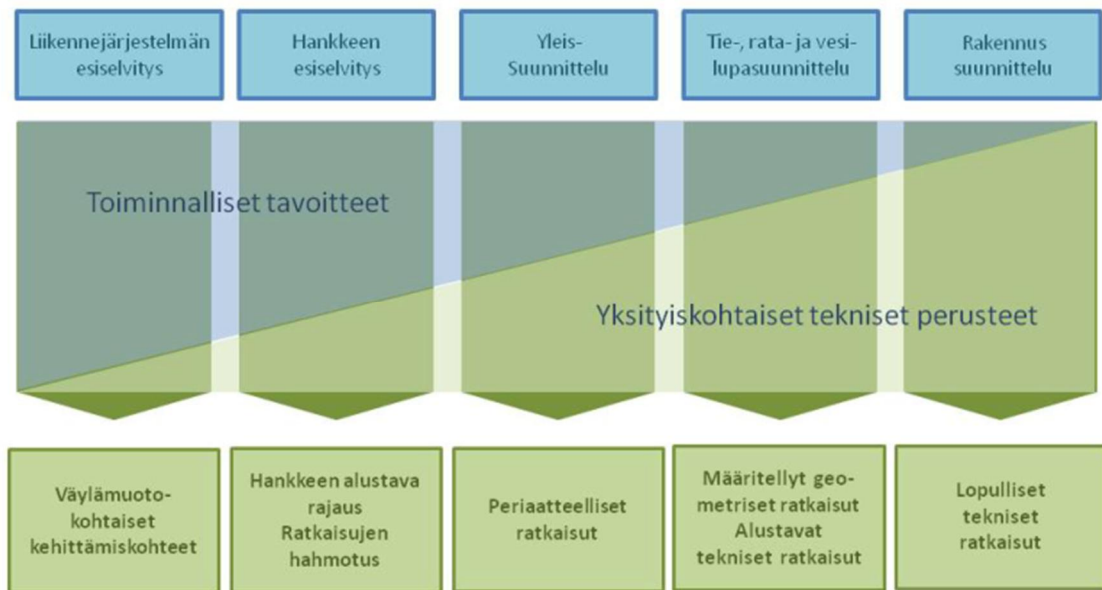 Liikennejärjestelmän
esiselvitys
Hankkeen
esiselvitys
Yleis-
Suunnittelu
Tie-, rata- ja vesi-
lupasuunnittelu
Rakennus
suunnittelu
Toiminnalliset tavoitteet
Yksityiskohtaiset tekniset perusteet
Väylämuoto-
kohtaiset
kehittämiskohteet
Hankkeen alustava
rajaus
Ratkaisujen
hahmotus
Periaatteelliset
ratkaisut
Määritellyt geo-
metriset ratkaisut
Alustavat
tekniset ratkaisut
Lopulliset
tekniset
ratkaisut